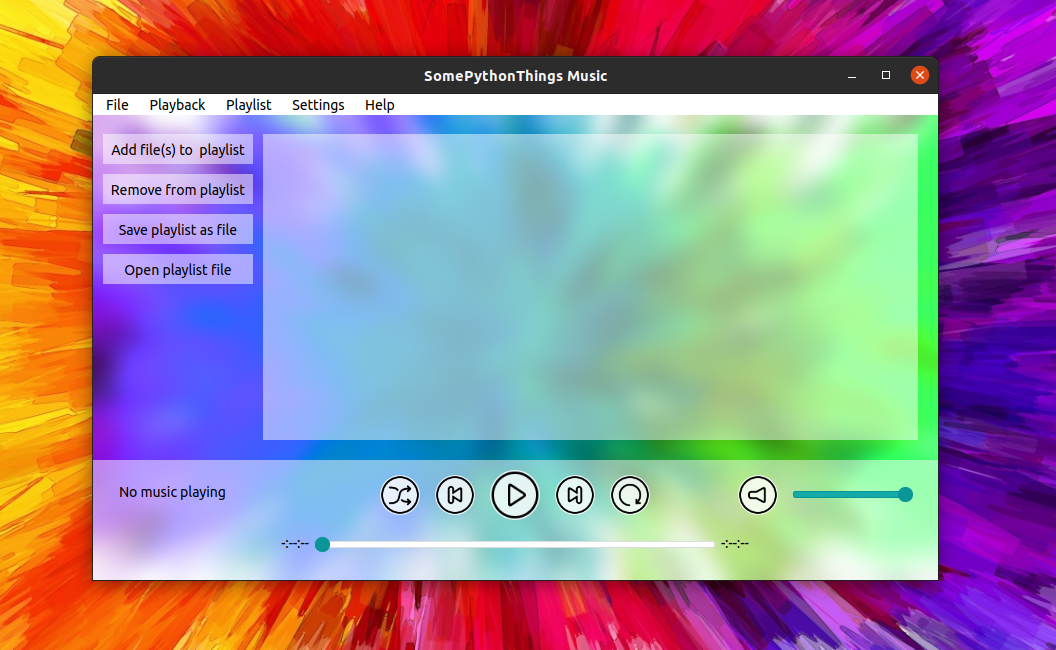 SomePythonThings Music
File Playback Playlist Settings Help
Add file(s) to  playlist
Remove from playlist
Save playlist as file
Open playlist file
No music playing
-:--:-- -:--:--